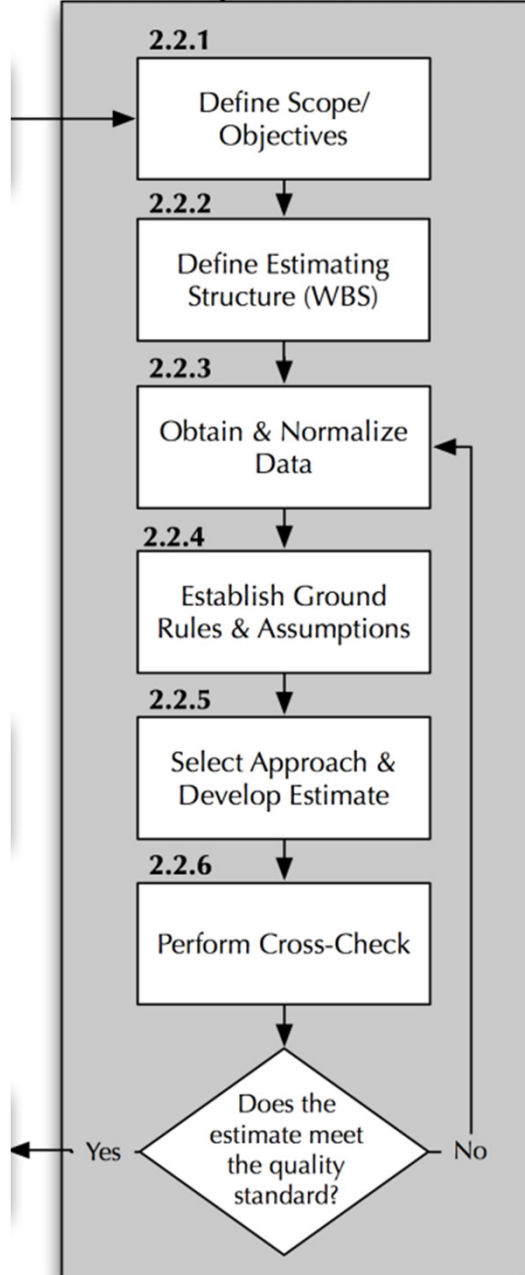 2.2.1
Define Scope/
Objectives
2.2.2
Define Estimating
Structure (WBS)
2.2.3
Obtain & Normalize
Data
2.2.4
Establish Ground
Rules & Assumptions
2.2.5
Select Approach &
Develop Estimate
2.2.6
Perform Cross-Check
Does the
estimate meet
the quality
standard?
Yes
No